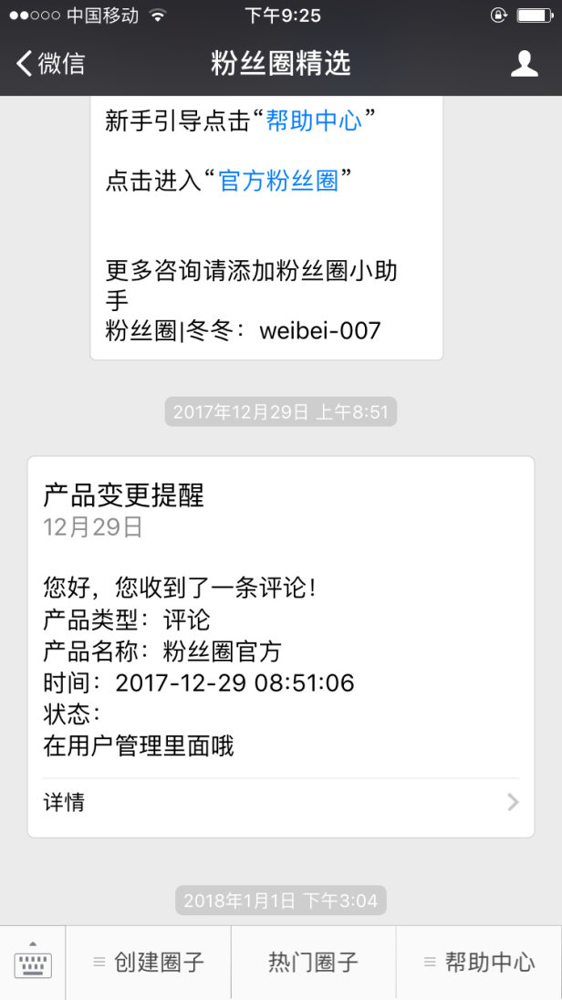 中国移动 下午9:25
微信 粉丝圈精选
新手引导点击“帮助中心”
点击进入“官方粉丝圈”
更多咨询请添加粉丝圈小助
手
粉丝圈|冬冬：weibei-007
2017年12月29日 上午8:51
产品变更提醒
12月29日
您好，您收到了一条评论！
产品类型：评论
产品名称：粉丝圈官方
时间：2017-12-29 08:51:06
状态：
在用户管理里面哦
详情
2018年1月1日 下午3:04
创建圈子 热门圈子 帮助中心